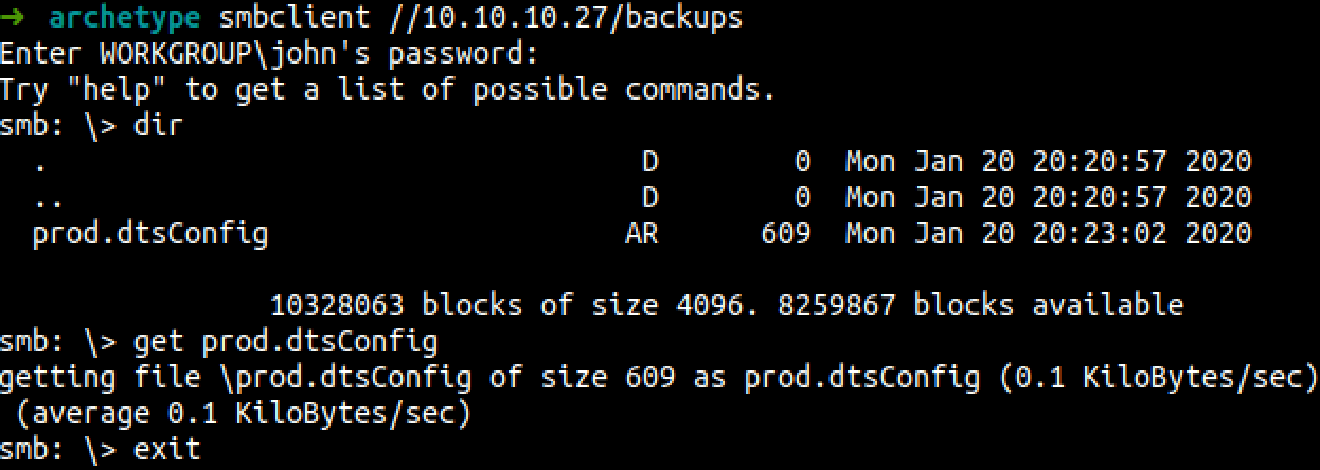 → archetype smbclient //10.10.10.27/backups
Enter WORKGROUP\john's password:
Try "help" to get a list of possible commands.
smb: \> dir
  .                                   D        0  Mon Jan 20 20:20:57 2020
  ..                                  D        0  Mon Jan 20 20:20:57 2020
  prod.dtsConfig                     AR      609  Mon Jan 20 20:23:02 2020
                10328063 blocks of size 4096. 8259867 blocks available
smb: \> get prod.dtsConfig
getting file \prod.dtsConfig of size 609 as prod.dtsConfig (0.1 KiloBytes/sec)
 (average 0.1 KiloBytes/sec)
smb: \> exit